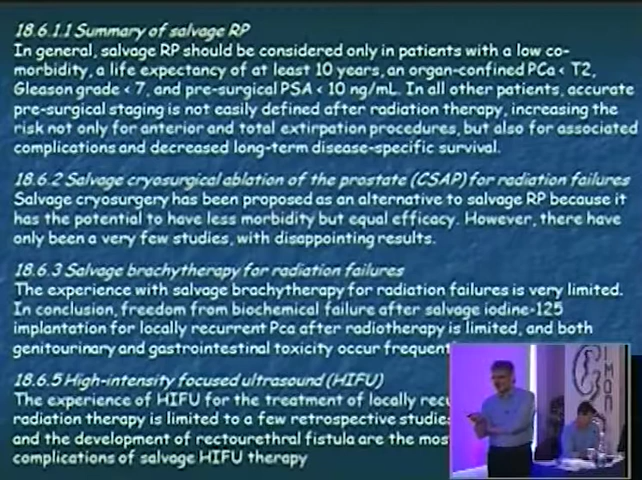 18.6.1.1 Summary of salvage RP
In general, salvage RP should be considered only in patients with a low co-
morbidity, a life expectancy of at least 10 years, an organ-confined PCa < T2,
Gleason grade < 7, and pre-surgical PSA < 10 ng/mL. In all other patients, accurate
pre-surgical staging is not easily defined after radiation therapy, increasing the
risk not only for anterior and total extirpation procedures, but also for associated
complications and decreased long-term disease-specific survival.
18.6.2 Salvage cryosurgical ablation of the prostate (CSAP) for radiation failures
Salvage cryosurgery has been proposed as an alternative to salvage RP because it
has the potential to have less morbidity but equal efficacy. However, there have
only been a very few studies, with disappointing results.
18.6.3 Salvage brachytherapy for radiation failures
The experience with salvage brachytherapy for radiation failures is very limited.
In conclusion, freedom from biochemical failure after salvage iodine-125
implantation for locally recurrent Pca after radiotherapy is limited, and both
genitourinary and gastrointestinal toxicity occur frequent
18.6.5 High-intensity focused ultrasound (HIFU)
The experience of HIFU for the treatment of locally recu
radiation therapy is limited to a few retrospective studies
and the development of rectourethral fistula are the mos
complications of salvage HIFU therapy